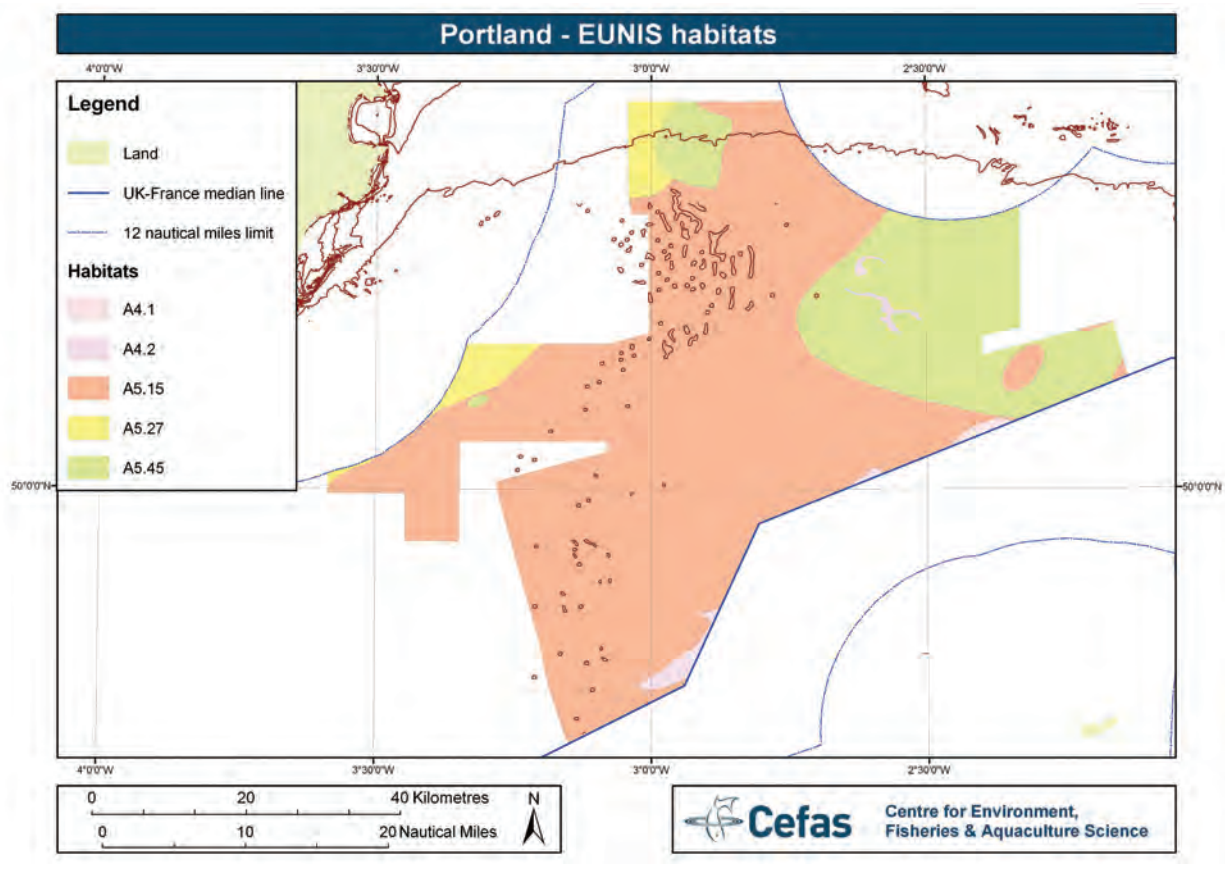 Portland - EUNIS habitats
4°0'0"W
3°30'0"W
3°0'0"W
2°30'0"W
Legend
Land
UK-France median line
12 nautical miles limit
Habitats
A4.1
A4.2
A5.15
A5.27
A5.45
50°0'0"N
50°0'0"N
4°0'0"W
3°30'0"W
3°0'0"W
2°30'0"W
0 20 40 Kilometres
0 10 20 Nautical Miles
N
Cefas
Centre for Environment,
Fisheries & Aquaculture Science